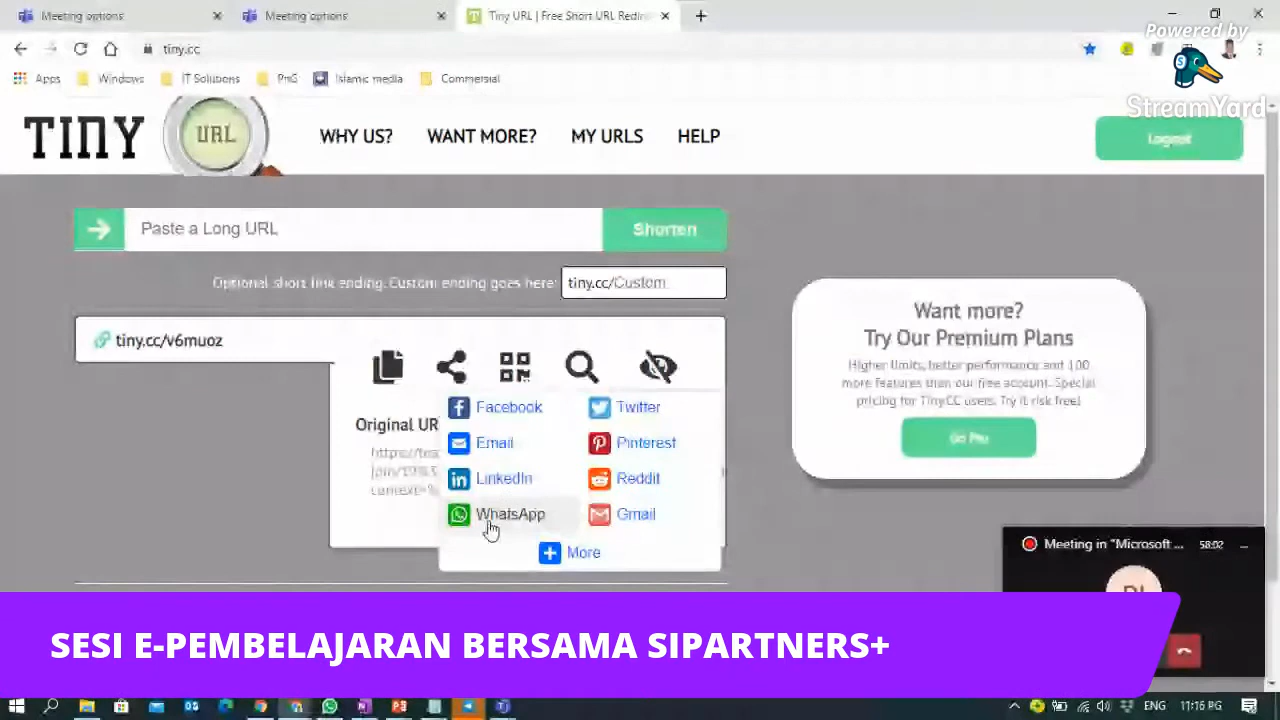 Meeting options
Meeting options
Tiny URL | Free Short URL Redire
Powered by
StreamYard
tiny.cc
Apps
Windows
IT Solutions
PnG
Islamic media
Commersial
TINY
URL
WHY US?
WANT MORE?
MY URLS
HELP
Logout
Paste a Long URL
Shorten
Optional short link ending. Custom ending goes here:
tiny.cc/Custom
tiny.cc/v6muoz
Original UR
https://tea
context=%
Facebook
Twitter
Email
Pinterest
LinkedIn
Reddit
WhatsApp
Gmail
More
Want more?
Try Our Premium Plans
Higher limits, better performance and 100
more features than our free account. Special
pricing for TinyCC users. Try it risk free!
Go Pro
Meeting in "Microsoft ...
58:02
SESI E-PEMBELAJARAN BERSAMA SIPARTNERS+
11:16 PG